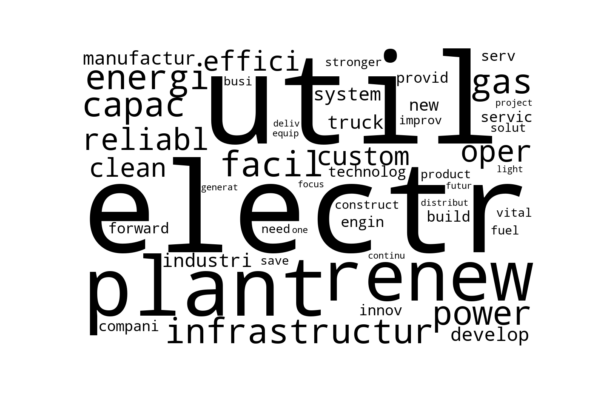 manufactur effici stronger serv
energi busi util provid gas project
capac system new servic
reliabl deliv equip truck improv solut
clean facil custom oper
technolog product light
generat focus futur
electr construct distribut vital
forward need one engin build fuel
industri save continu
plant renew
compani infrastructur innov power
develop